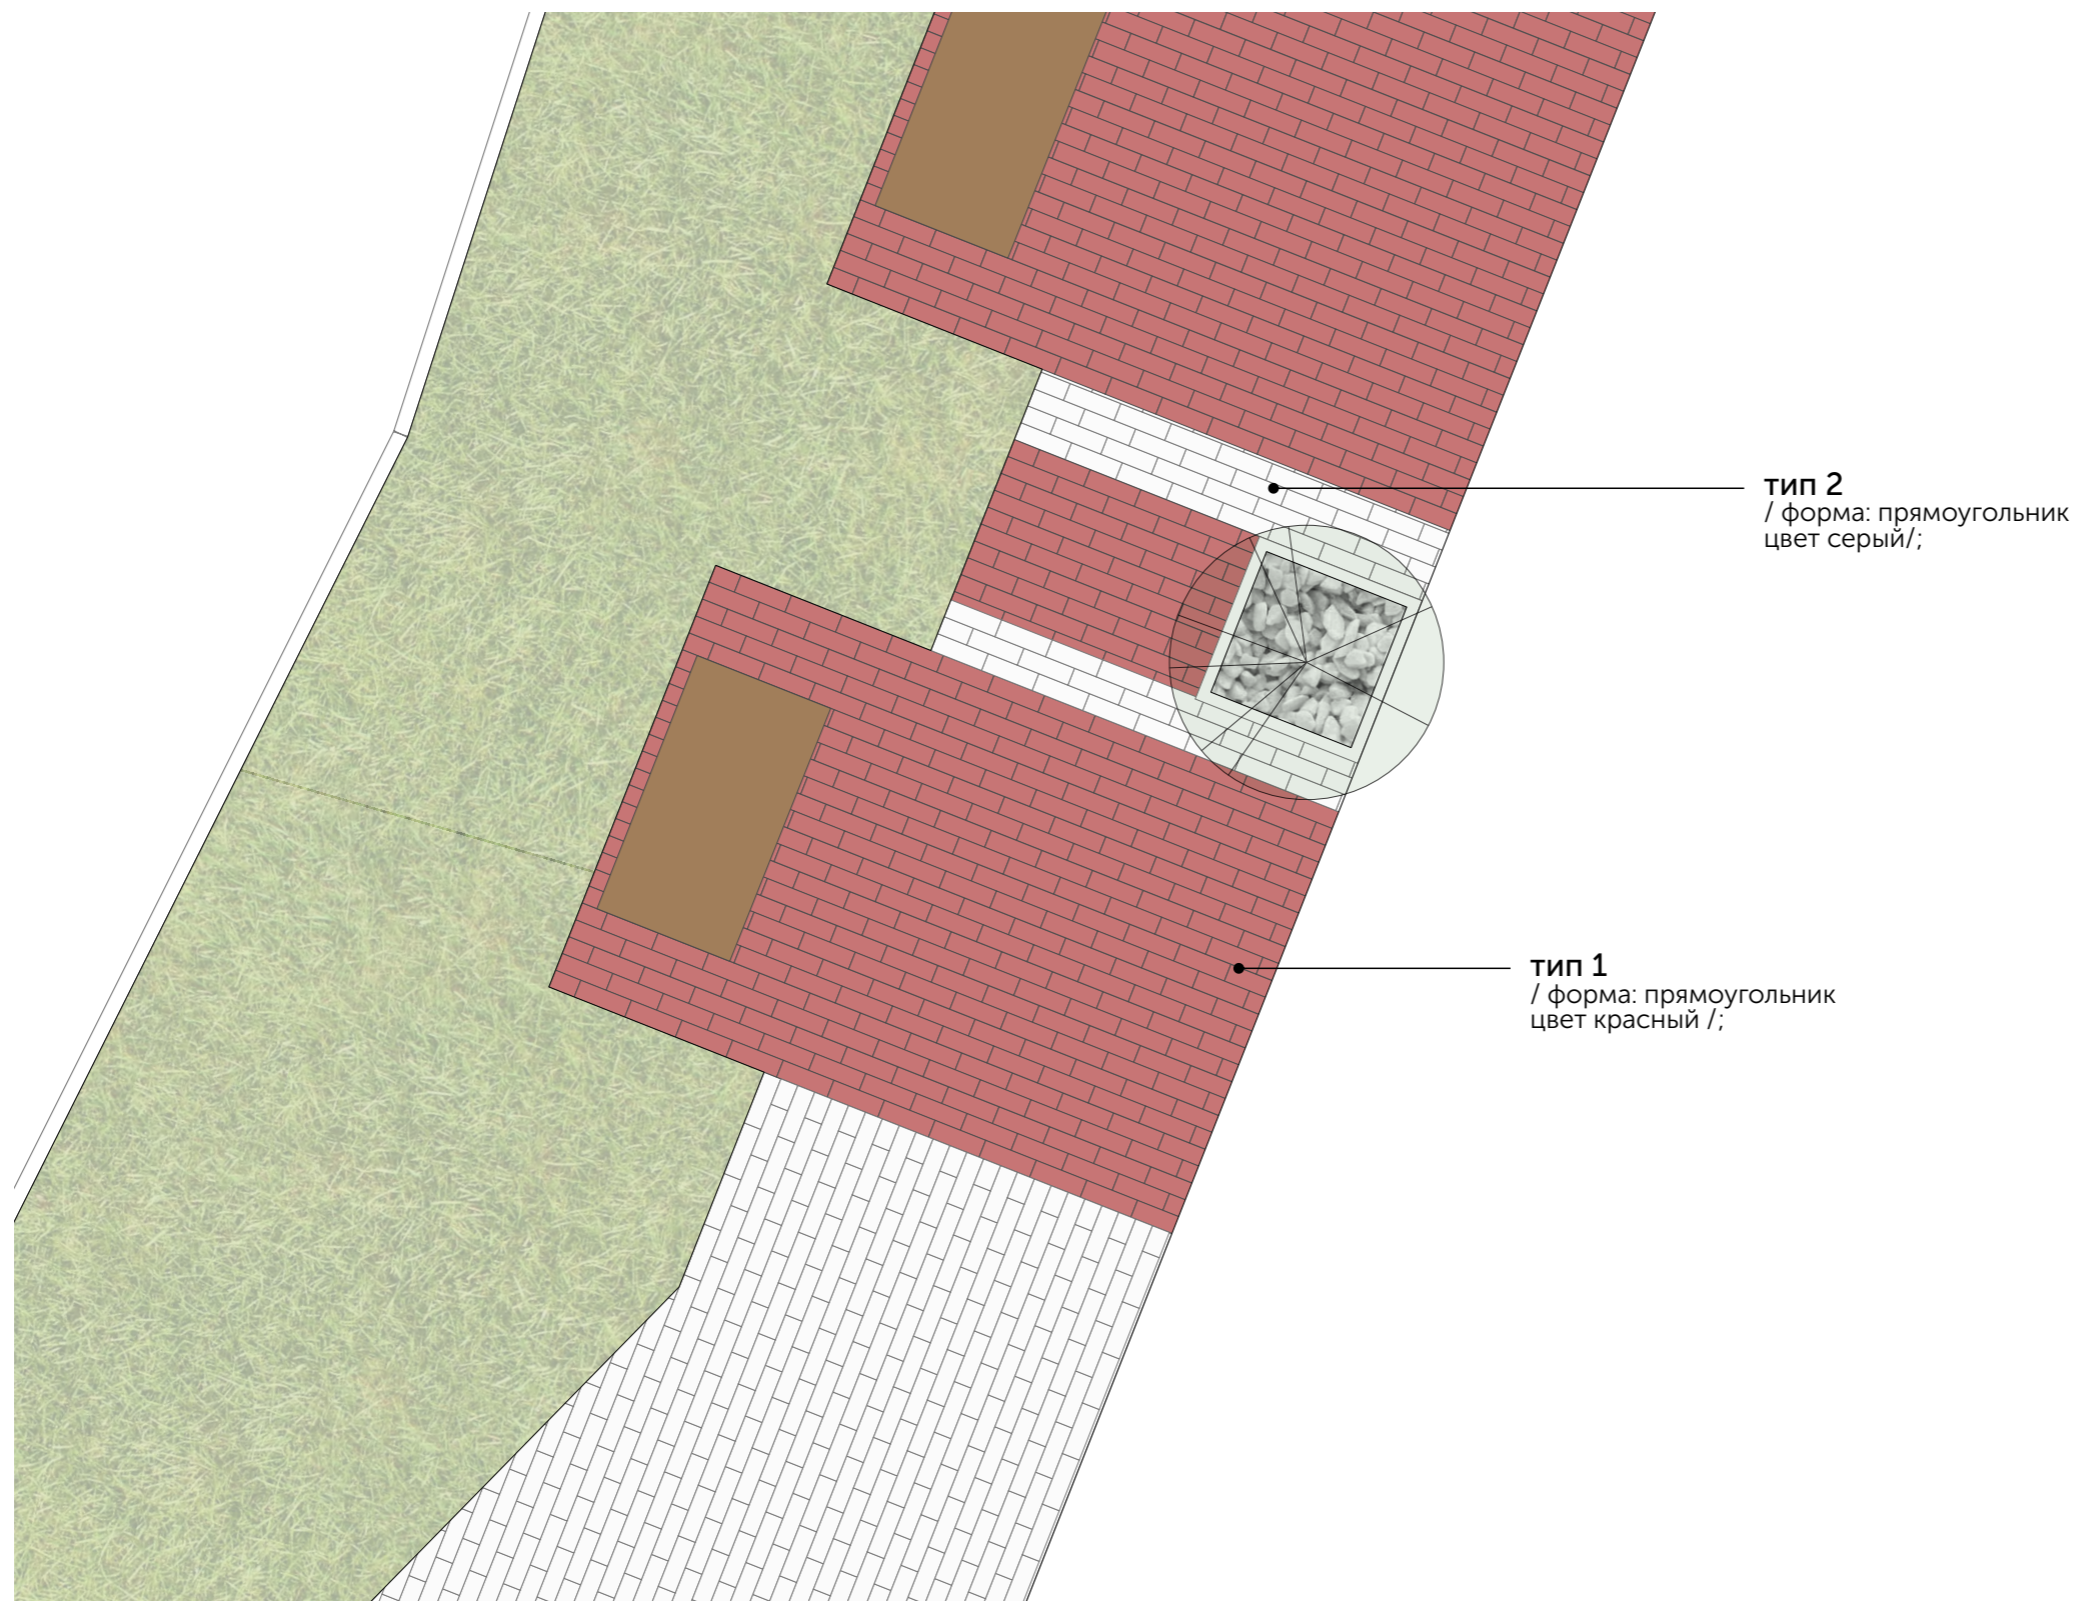 тип 2
/ форма: прямоугольник
цвет серый/;
тип 1
/ форма: прямоугольник
цвет красный /;